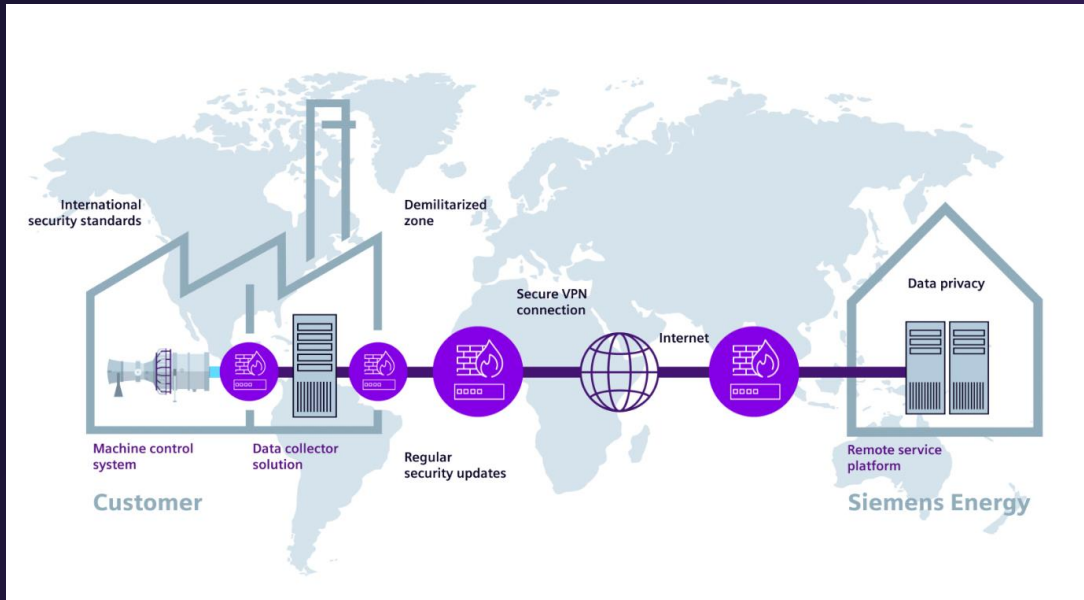 International
security standards
Demilitarized
zone
Data privacy
Secure VPN
connection
Internet
Machine control
system
Data collector
solution
Regular
security updates
Remote service
platform
Customer
Siemens Energy